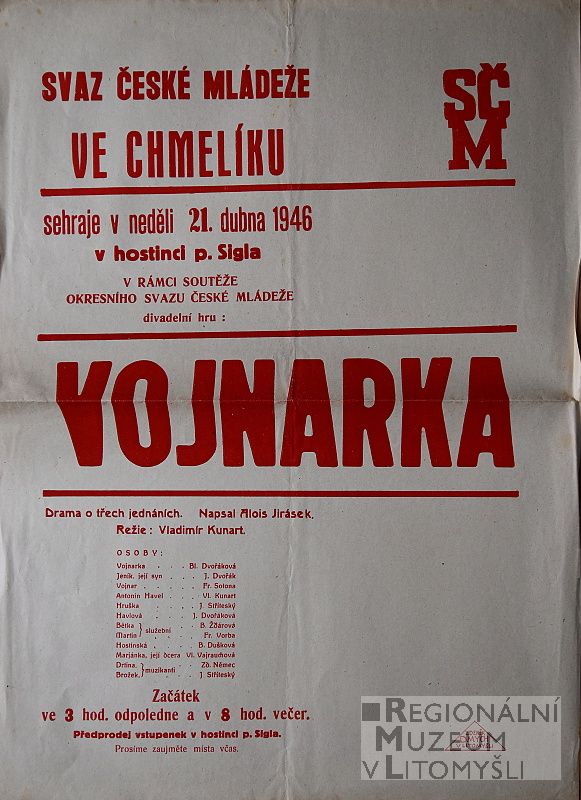 SVAZ ČESKÉ MLÁDEŽE
VE CHMELÍKU
SČM
sehraje v neděli 21. dubna 1946
v hostinci p. Sigla
V RÁMCI SOUTĚŽE
OKRESNÍHO SVAZU ČESKÉ MLÁDEŽE
divadelní hru :
VOJNARKA
Drama o třech jednáních. Napsal Alois Jirásek.
Režie : Vladimír Kunart.
OSOBY:
Vojnarka . . . Bl. Dvořáková
Jeník, její syn . . . J. Dvořák
Vojnar . . . . Fr. Solona
Antonín Havel . . . Vl. Kunart
Hruška . . . . J. Stříteský
Havlová . . . J. Dvořáková
Bětka } služební . . B. Žďárová
Martin } služební . . Fr. Vorba
Hostinská . . . . B. Dušková
Marjánka, její dcera Vl. Vajrauchová
Drtina, } muzikanti . . Zd. Němec
Brožek, } muzikanti . . J. Stříteský
Začátek
ve 3 hod. odpoledne a v 8 hod. večer.
Předprodej vstupenek v hostinci p. Sigla.
Prosíme zaujměte místa včas.
REGIONÁLNÍ
MUZEUM
V LITOMYŠLI